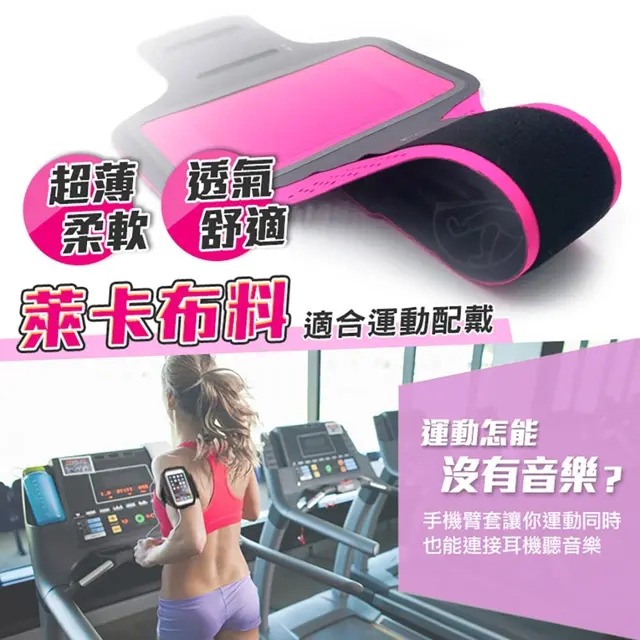 超薄
柔軟
透氣
舒適
萊卡布料 適合運動配戴
運動怎能
沒有音樂？
手機臂套讓你運動同時
也能連接耳機聽音樂